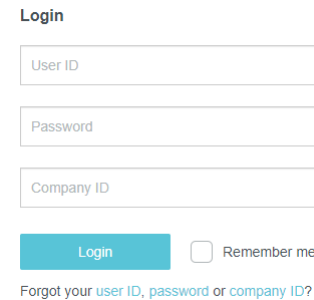 Login
User ID
Password
Company ID
Login Remember me
Forgot your user ID, password or company ID?